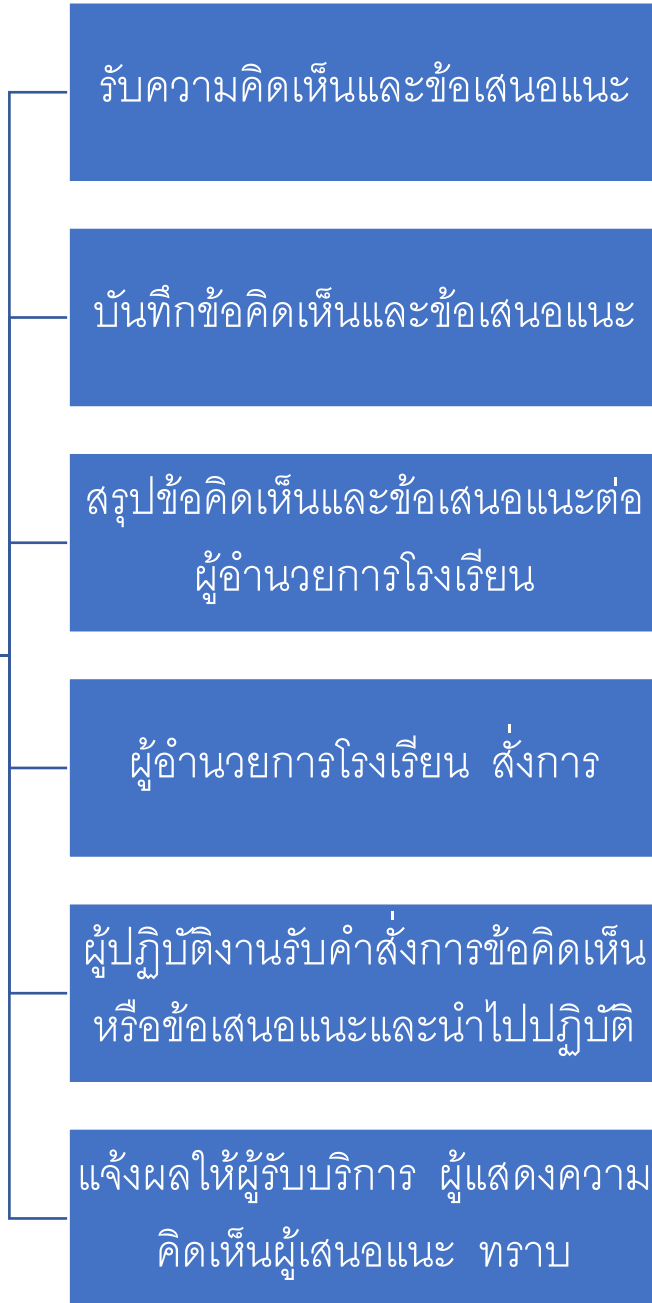 รับความคิดเห็นและข้อเสนอแนะ
บันทึกข้อคิดเห็นและข้อเสนอแนะ
สรุปข้อคิดเห็นและข้อเสนอแนะต่อ
ผู้อำนวยการโรงเรียน
ผู้อำนวยการโรงเรียน สั่งการ
ผู้ปฏิบัติงานรับคำสั่งการข้อคิดเห็น
หรือข้อเสนอแนะและนำไปปฏิบัติ
แจ้งผลให้ผู้รับบริการ ผู้แสดงความ
คิดเห็นผู้เสนอแนะ ทราบ